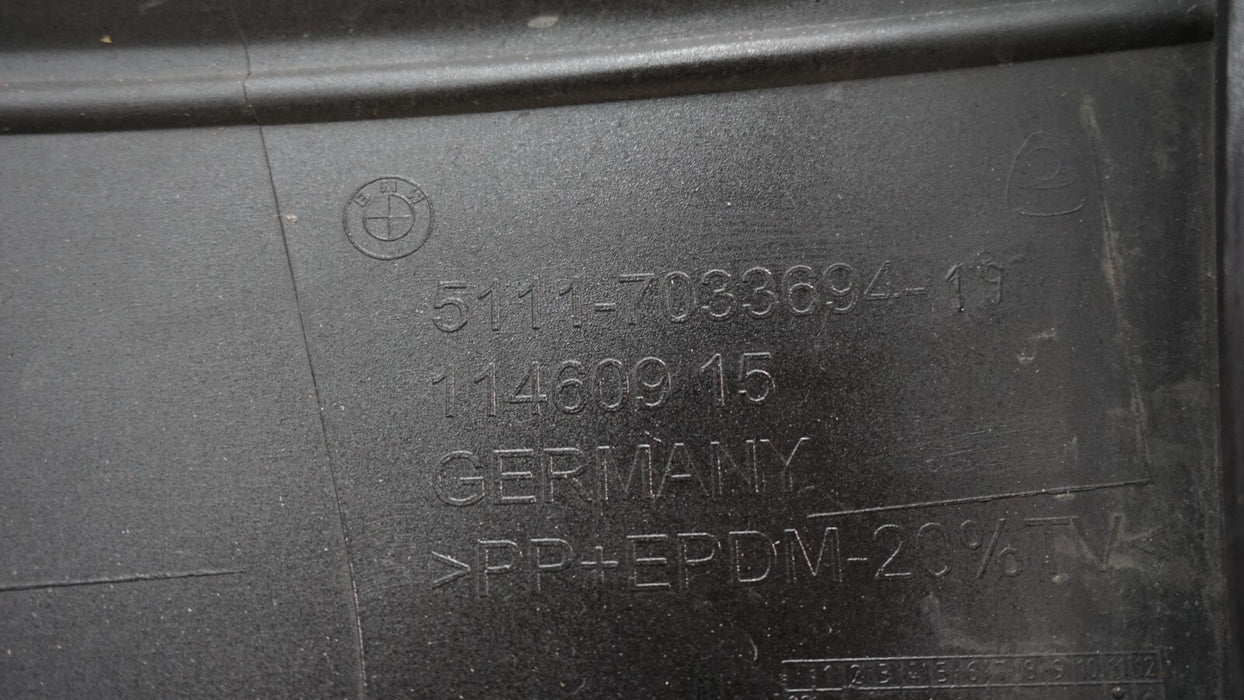 BMW
5111-7033694-19
114609 15
GERMANY
>PP+EPDM-20%TV<
1 2 3 4 5 6 7 8 9 10 11 12